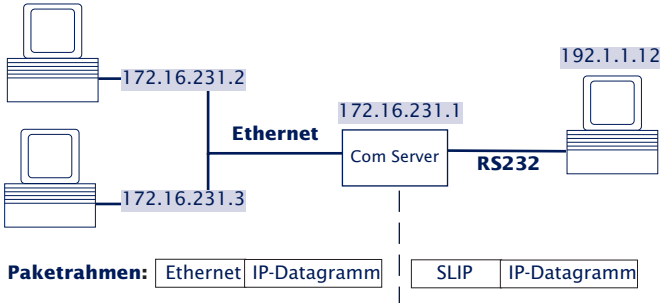 192.1.1.12
172.16.231.2
172.16.231.1
Ethernet
Com Server
RS232
172.16.231.3
Paketrahmen: Ethernet IP-Datagramm SLIP IP-Datagramm